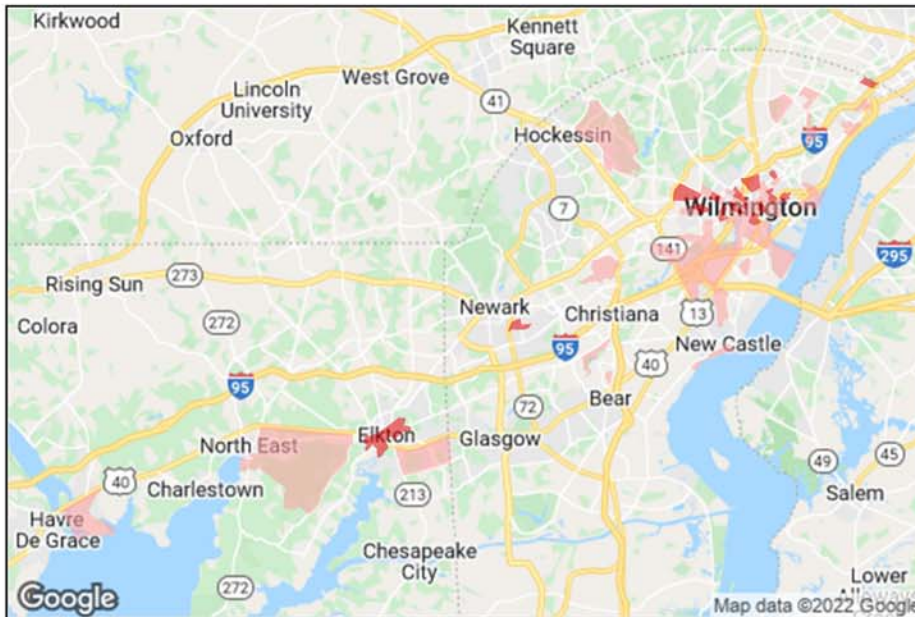 Kirkwood
Kennett
Square
West Grove
Lincoln
University
41
Oxford
Hockessin
95
7
Wilmington
141
295
273
Rising Sun
272
Newark
Christiana
13
Colora
95
New Castle
40
95
Bear
72
Elkton
North East
Glasgow
49
45
40
Charlestown
213
Salem
Havre
De Grace
Chesapeake
City
272
Lower
Google
Map data ©2022 Google